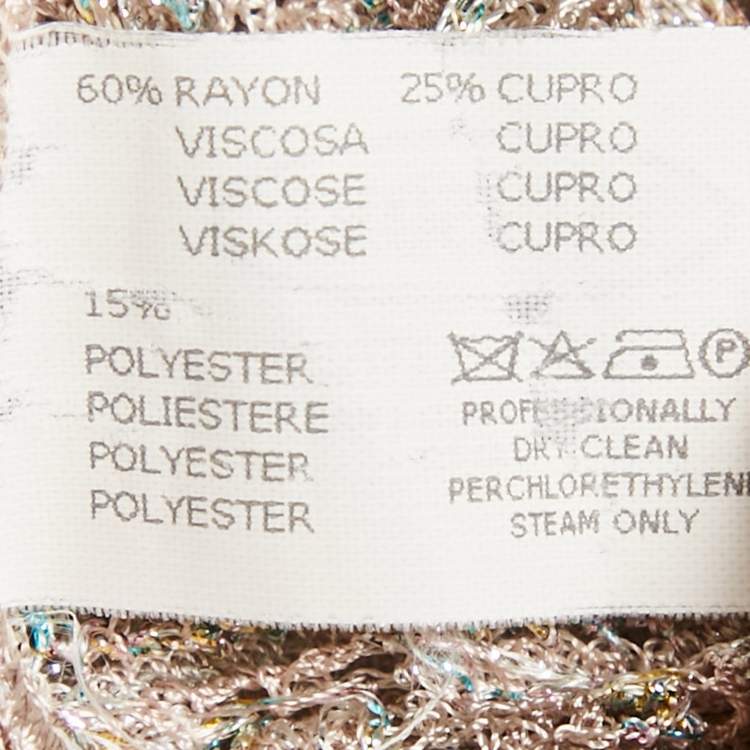 60% RAYON
VISCOSA
VISCOSE
VISKOSE
25% CUPRO
CUPRO
CUPRO
CUPRO
15%
POLYESTER
POLIESTERE
POLYESTER
POLYESTER
P
PROFESSIONALLY
DRY CLEAN
PERCHLORETHYLENE
STEAM ONLY